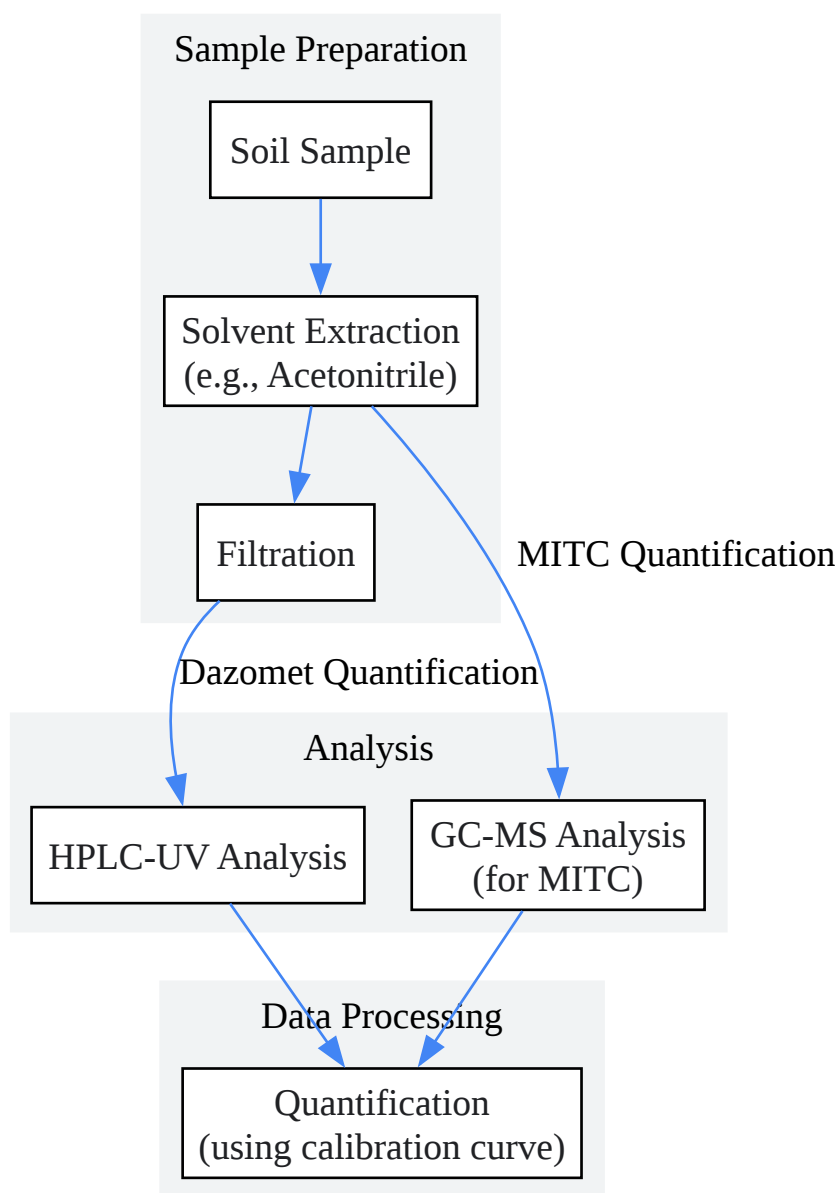 Sample Preparation
Soil Sample
Solvent Extraction
(e.g., Acetonitrile)
Filtration
MITC Quantification
Dazomet Quantification
Analysis
HPLC-UV Analysis
GC-MS Analysis
(for MITC)
Data Processing
Quantification
(using calibration curve)